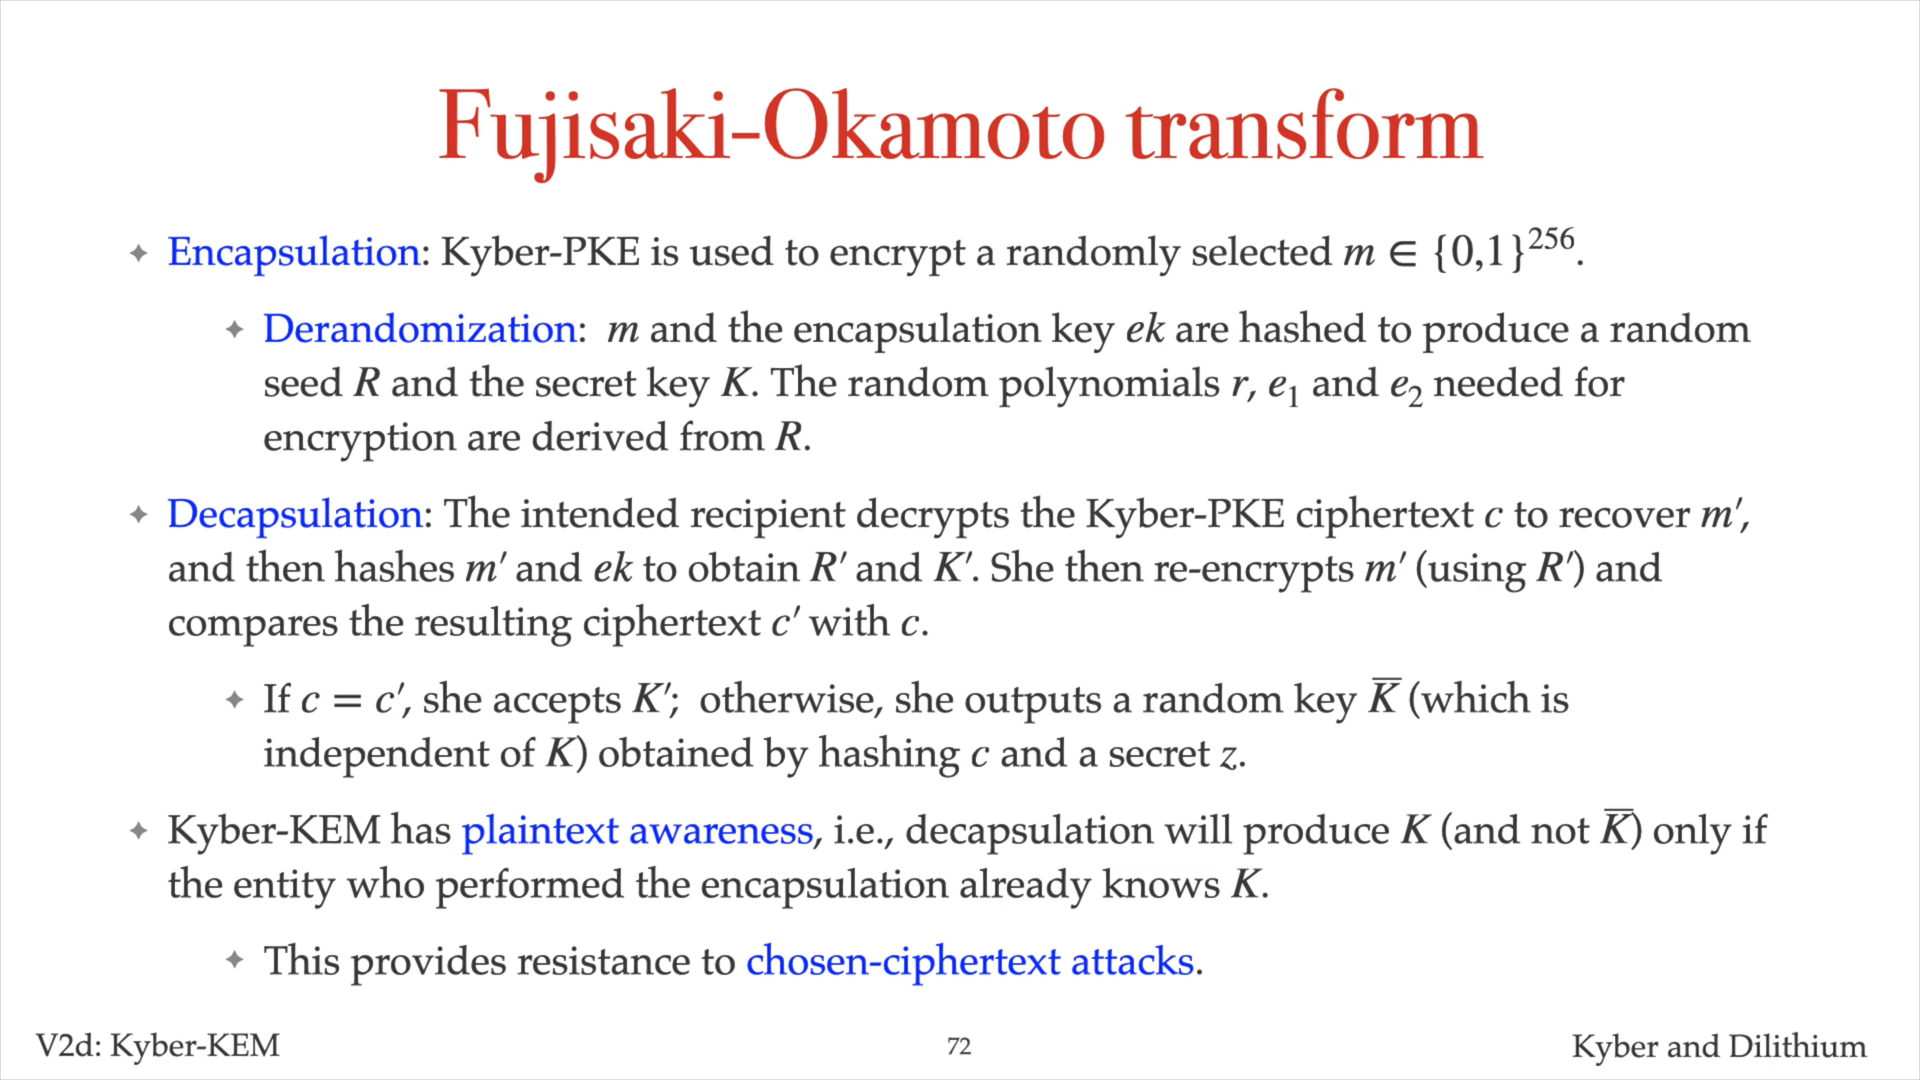 Fujisaki-Okamoto transform
✦ Encapsulation: Kyber-PKE is used to encrypt a randomly selected m ∈ {0,1}²⁵⁶.
✦ Derandomization: m and the encapsulation key ek are hashed to produce a random
seed R and the secret key K. The random polynomials r, e₁ and e₂ needed for
encryption are derived from R.
✦ Decapsulation: The intended recipient decrypts the Kyber-PKE ciphertext c to recover m′,
and then hashes m′ and ek to obtain R′ and K′. She then re-encrypts m′ (using R′) and
compares the resulting ciphertext c′ with c.
✦ If c = c′, she accepts K′; otherwise, she outputs a random key K̅ (which is
independent of K) obtained by hashing c and a secret z.
✦ Kyber-KEM has plaintext awareness, i.e., decapsulation will produce K (and not K̅) only if
the entity who performed the encapsulation already knows K.
✦ This provides resistance to chosen-ciphertext attacks.
V2d: Kyber-KEM
72
Kyber and Dilithium